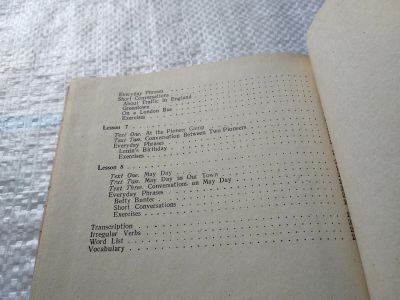 Everyday Phrases
Short Conversations
About Traffic in England
Greentown
On a London Bus
Exercises
Lesson 7
Text One. At the Pioneer Camp
Text Two. Conversation Between Two Pioneers
Everyday Phrases
Lenin's Birthday
Exercises
Lesson 8
Text One. May Day
Text Two. May Day in Our Town
Text Three. Conversations on May Day
Everyday Phrases
Betty Bunter
Short Conversations
Exercises
Transcription
Irregular Verbs
Word List
Vocabulary